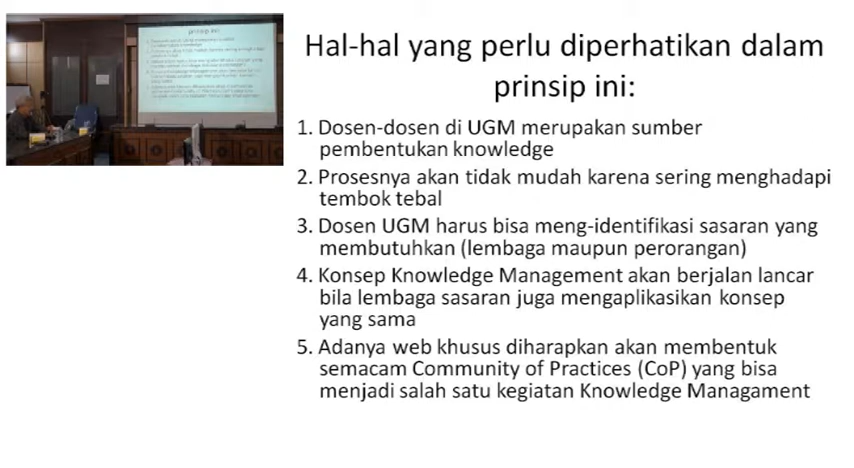 Hal-hal yang perlu diperhatikan dalam
prinsip ini:
1. Dosen-dosen di UGM merupakan sumber
pembentukan knowledge
2. Prosesnya akan tidak mudah karena sering menghadapi
tembok tebal
3. Dosen UGM harus bisa meng-identifikasi sasaran yang
membutuhkan (lembaga maupun perorangan)
4. Konsep Knowledge Management akan berjalan lancar
bila lembaga sasaran juga mengaplikasikan konsep
yang sama
5. Adanya web khusus diharapkan akan membentuk
semacam Community of Practices (CoP) yang bisa
menjadi salah satu kegiatan Knowledge Managament